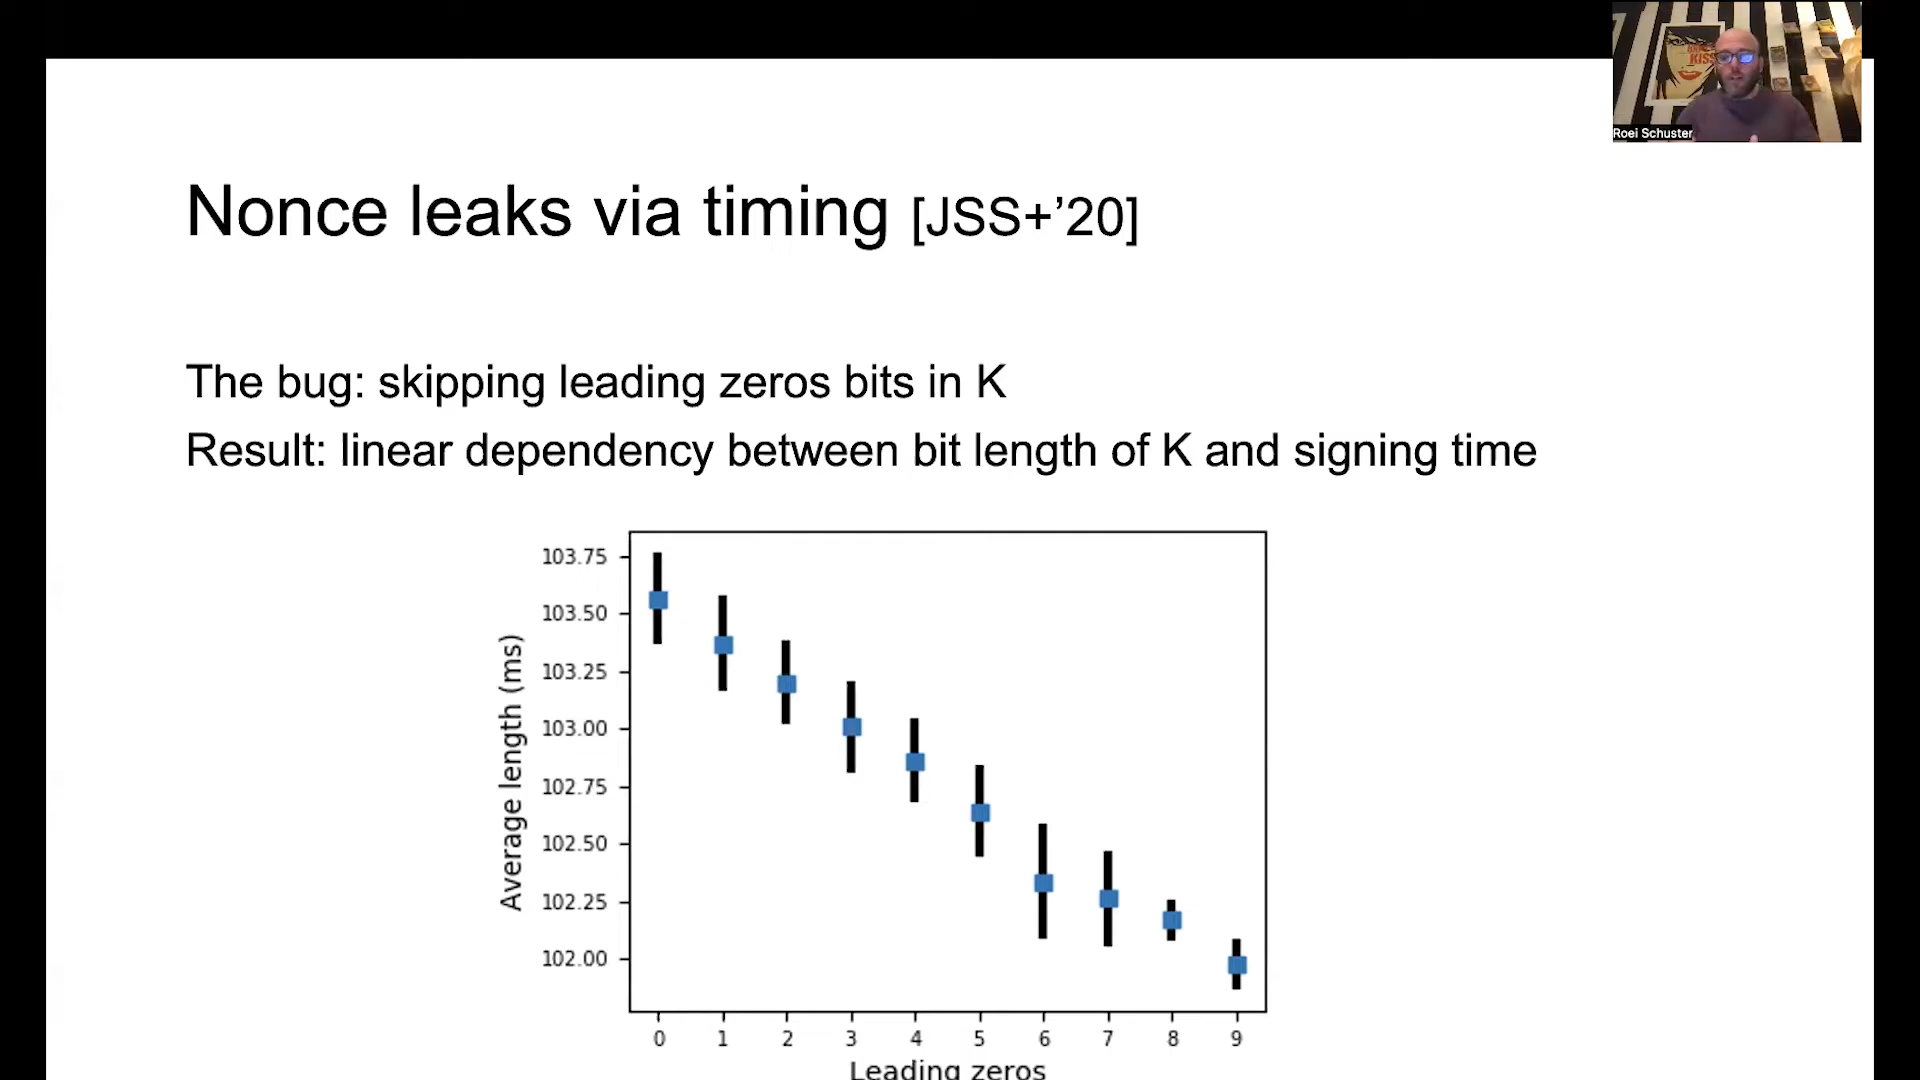 KISS
Roei Schuster
Nonce leaks via timing [JSS+’20]
The bug: skipping leading zeros bits in K
Result: linear dependency between bit length of K and signing time
Average length (ms)
103.75
103.50
103.25
103.00
102.75
102.50
102.25
102.00
0 1 2 3 4 5 6 7 8 9
Leading zeros